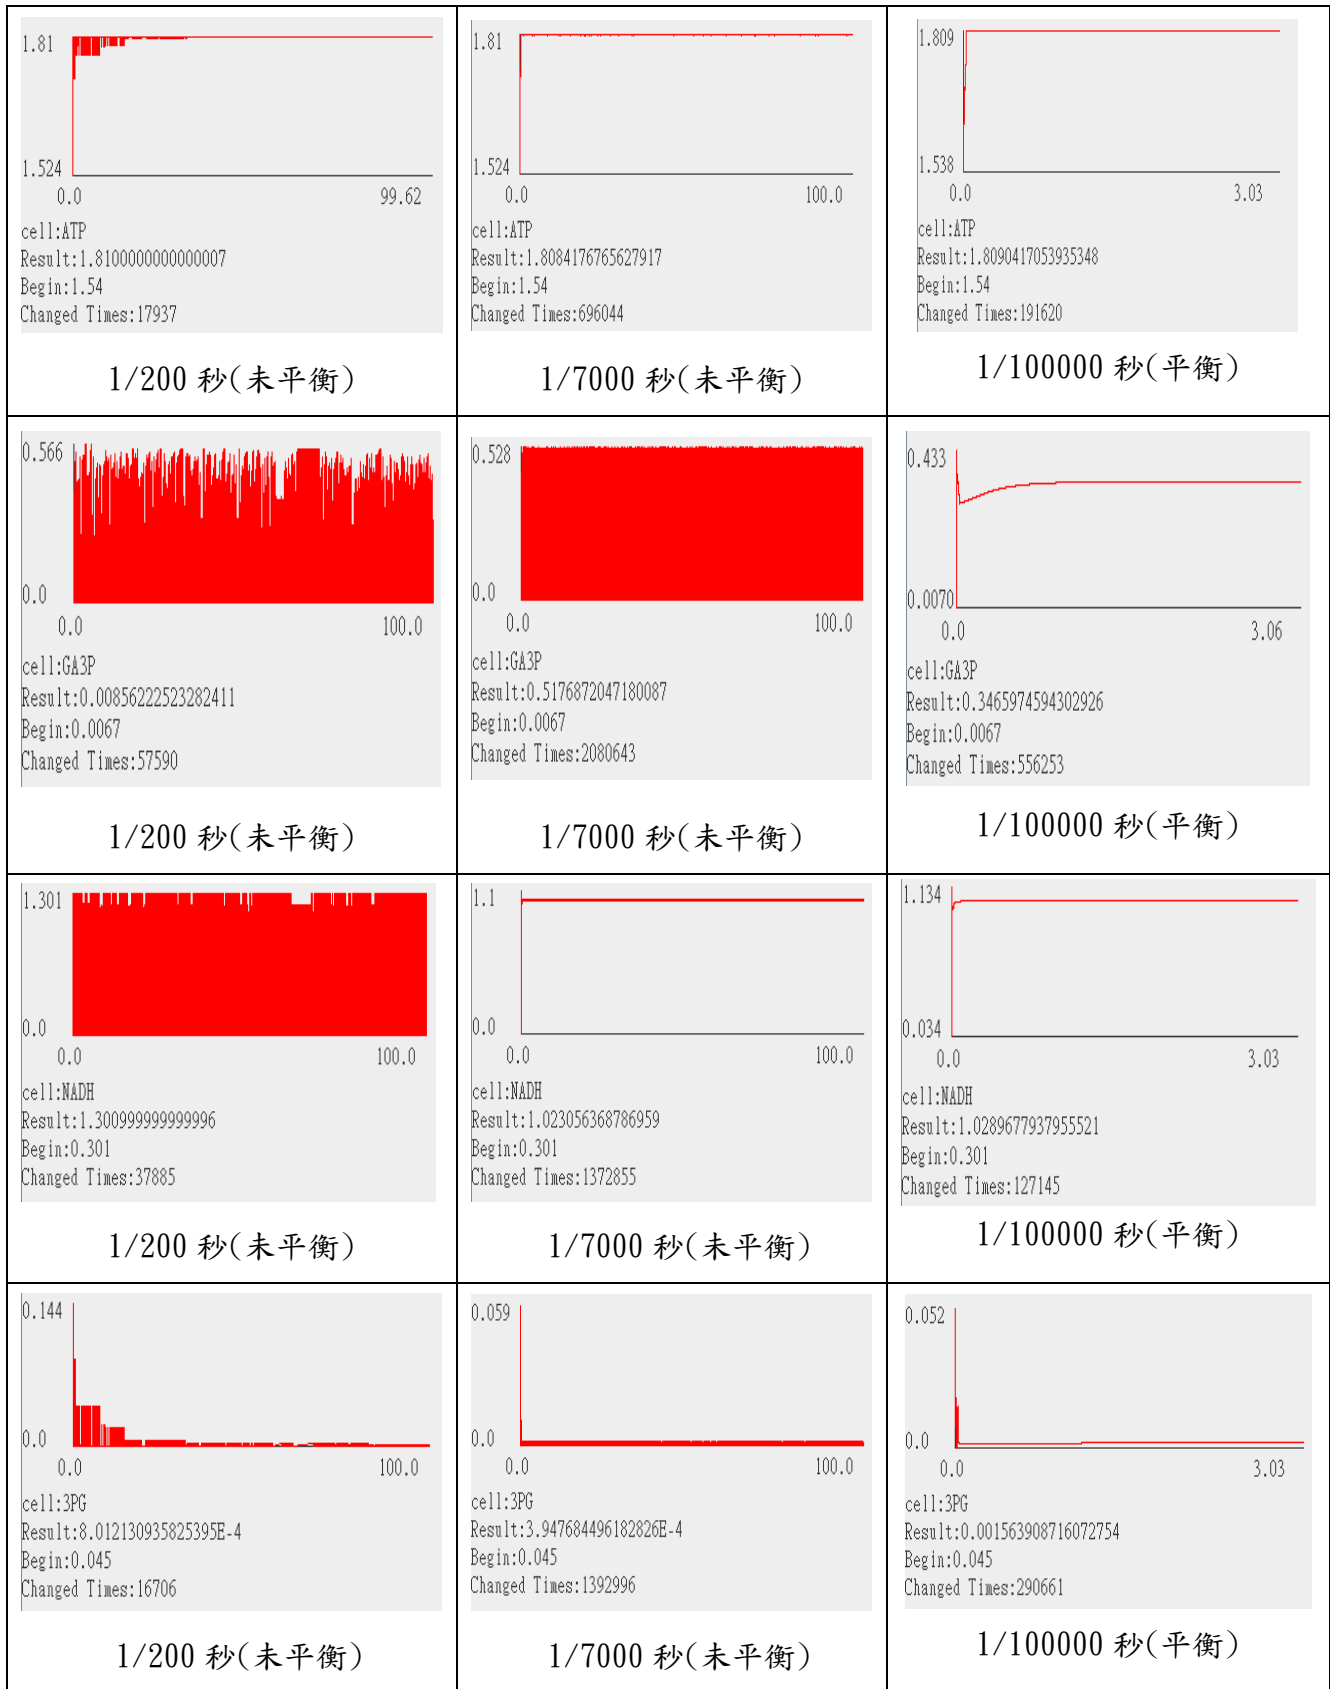 1.81
1.524
0.0 99.62
cell:ATP
Result:1.8100000000000007
Begin:1.54
Changed Times:17937
1/200 秒(未平衡)
1.81
1.524
0.0 100.0
cell:ATP
Result:1.8084176765627917
Begin:1.54
Changed Times:696044
1/7000 秒(未平衡)
1.809
1.538
0.0 3.03
cell:ATP
Result:1.8090417053935348
Begin:1.54
Changed Times:191620
1/100000 秒(平衡)
0.566
0.0
0.0 100.0
cell:GA3P
Result:0.00856222523282411
Begin:0.0067
Changed Times:57590
1/200 秒(未平衡)
0.528
0.0
0.0 100.0
cell:GA3P
Result:0.5176872047180087
Begin:0.0067
Changed Times:2080643
1/7000 秒(未平衡)
0.433
0.0070
0.0 3.06
cell:GA3P
Result:0.3465974594302926
Begin:0.0067
Changed Times:556253
1/100000 秒(平衡)
1.301
0.0
0.0 100.0
cell:NADH
Result:1.300999999999996
Begin:0.301
Changed Times:37885
1/200 秒(未平衡)
1.1
0.0
0.0 100.0
cell:NADH
Result:1.023056368786959
Begin:0.301
Changed Times:1372855
1/7000 秒(未平衡)
1.134
0.034
0.0 3.03
cell:NADH
Result:1.0289677937955521
Begin:0.301
Changed Times:127145
1/100000 秒(平衡)
0.144
0.0
0.0 100.0
cell:3PG
Result:8.012130935825395E-4
Begin:0.045
Changed Times:16706
1/200 秒(未平衡)
0.059
0.0
0.0 100.0
cell:3PG
Result:3.947684496182826E-4
Begin:0.045
Changed Times:1392996
1/7000 秒(未平衡)
0.052
0.0
0.0 3.03
cell:3PG
Result:0.001563908716072754
Begin:0.045
Changed Times:290661
1/100000 秒(平衡)